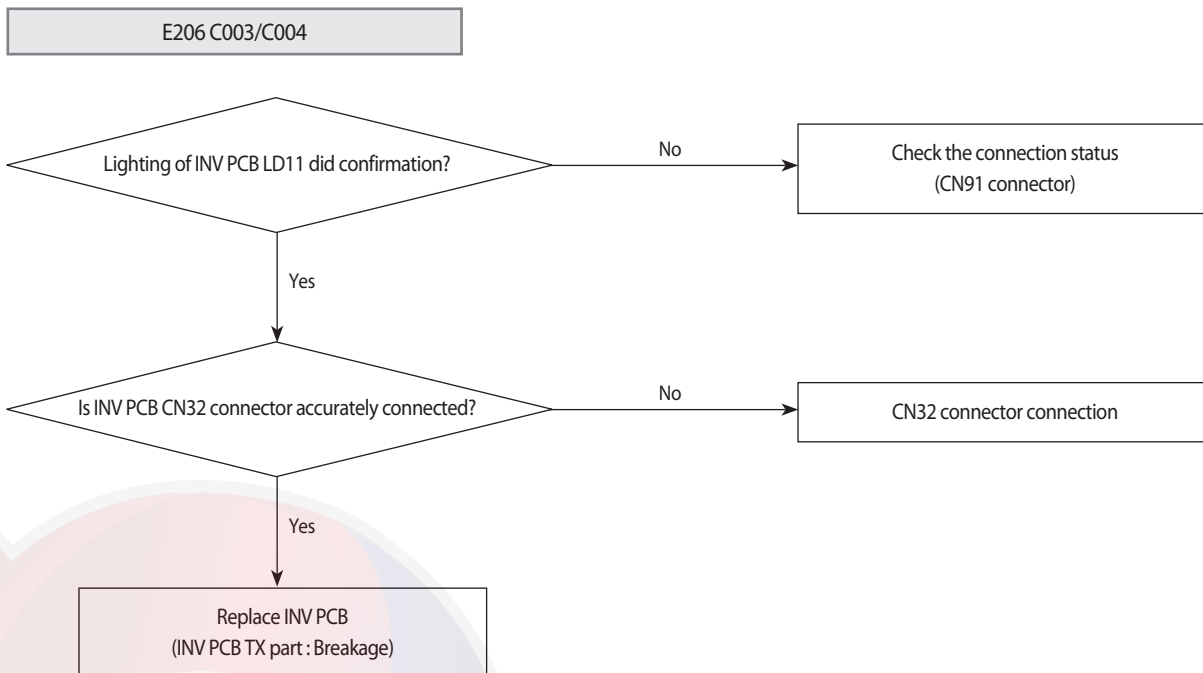 E206 C003/C004
Lighting of INV PCB LD11 did confirmation?
No
Check the connection status
(CN91 connector)
Yes
Is INV PCB CN32 connector accurately connected?
No
CN32 connector connection
Yes
Replace INV PCB
(INV PCB TX part : Breakage)